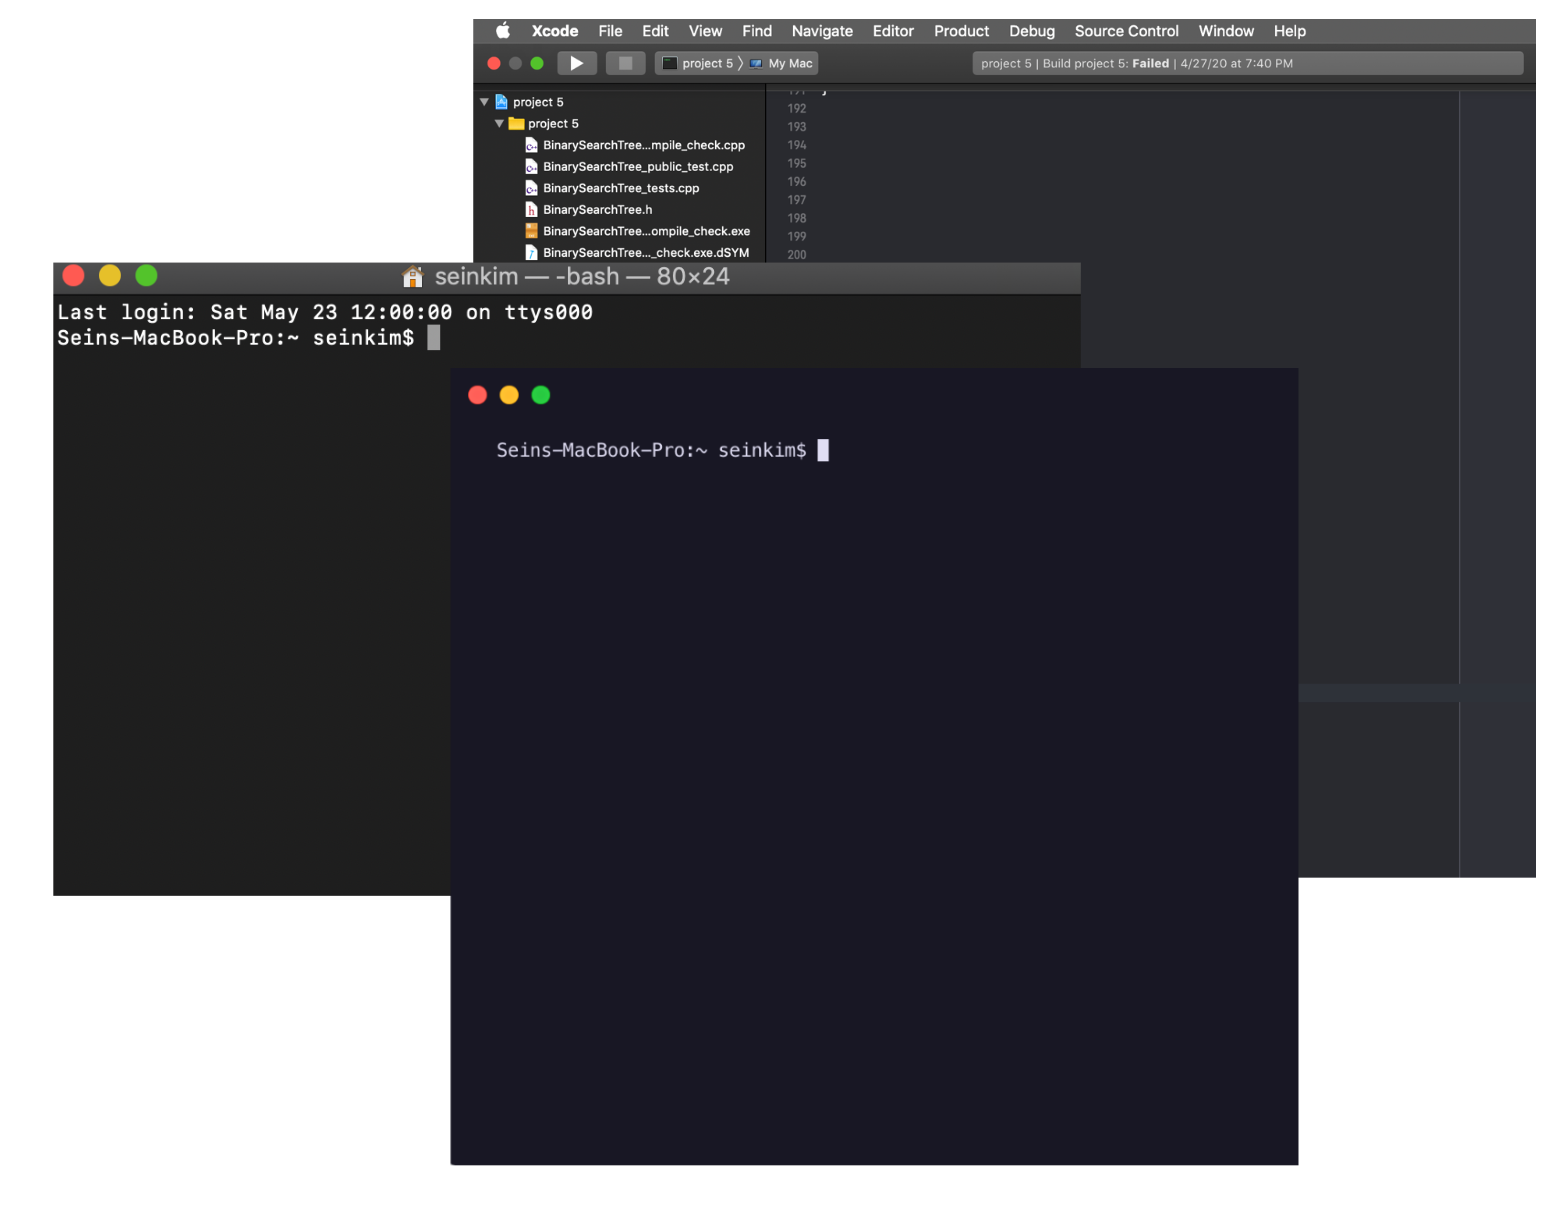 Xcode File Edit View Find Navigate Editor Product Debug Source Control Window Help
project 5 〉 My Mac
project 5 | Build project 5: Failed | 4/27/20 at 7:40 PM
project 5
project 5
BinarySearchTree...mpile_check.cpp
BinarySearchTree_public_test.cpp
BinarySearchTree_tests.cpp
BinarySearchTree.h
BinarySearchTree...ompile_check.exe
BinarySearchTree..._check.exe.dSYM
192
193
194
195
196
197
198
199
200
seinkim — -bash — 80×24
Last login: Sat May 23 12:00:00 on ttys000
Seins-MacBook-Pro:~ seinkim$
Seins-MacBook-Pro:~ seinkim$